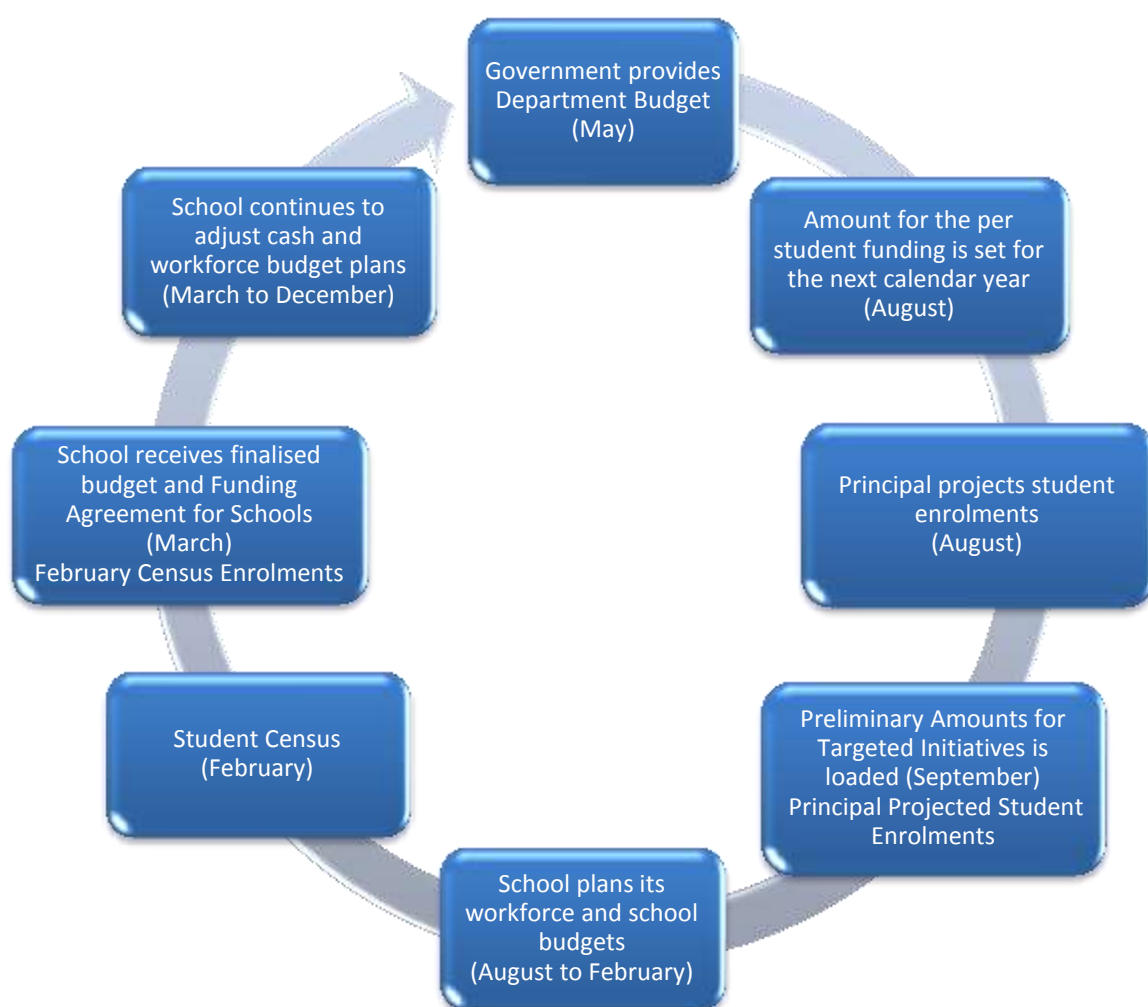 Government provides
Department Budget
(May)
Amount for the per
student funding is set for
the next calendar year
(August)
Principal projects student
enrolments
(August)
Preliminary Amounts for
Targeted Initiatives is
loaded (September)
Principal Projected Student
Enrolments
School plans its
workforce and school
budgets
(August to February)
Student Census
(February)
School receives finalised
budget and Funding
Agreement for Schools
(March)
February Census Enrolments
School continues to
adjust cash and
workforce budget plans
(March to December)